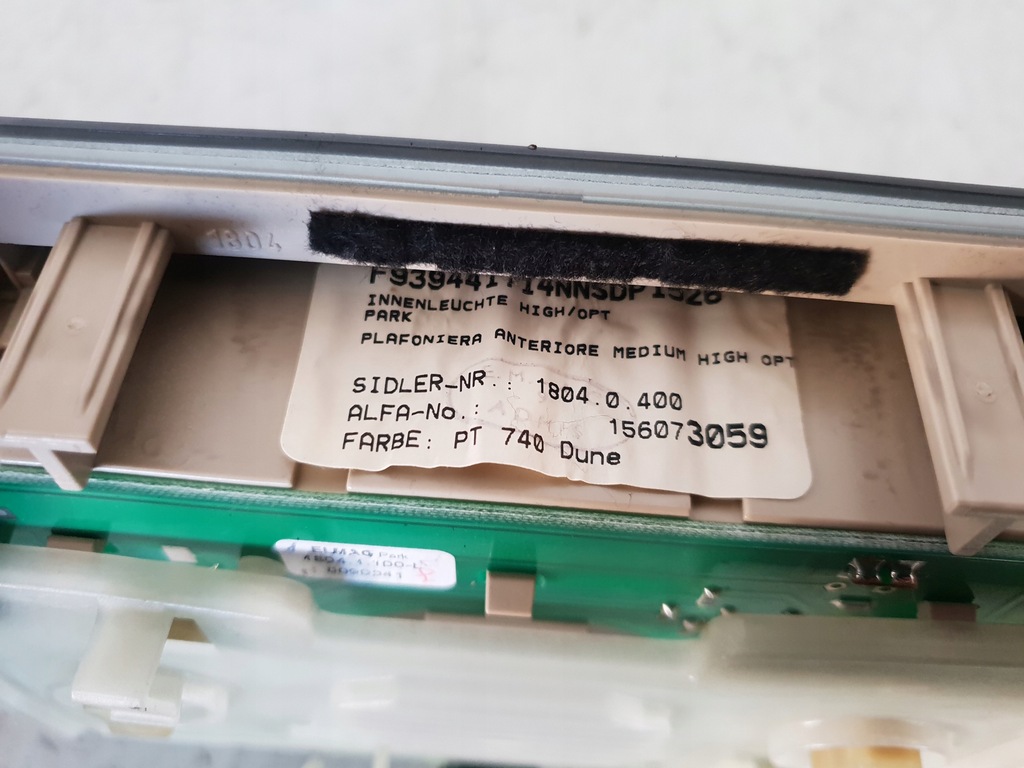 1804
INNENLEUCHTE HIGH/OPT
PARK
PLAFONIERA ANTERIORE MEDIUM HIGH OPT
SIDLER-NR.: 1804.0.400
ALFA-No.: 156073059
FARBE: PT 740 Dune
Park